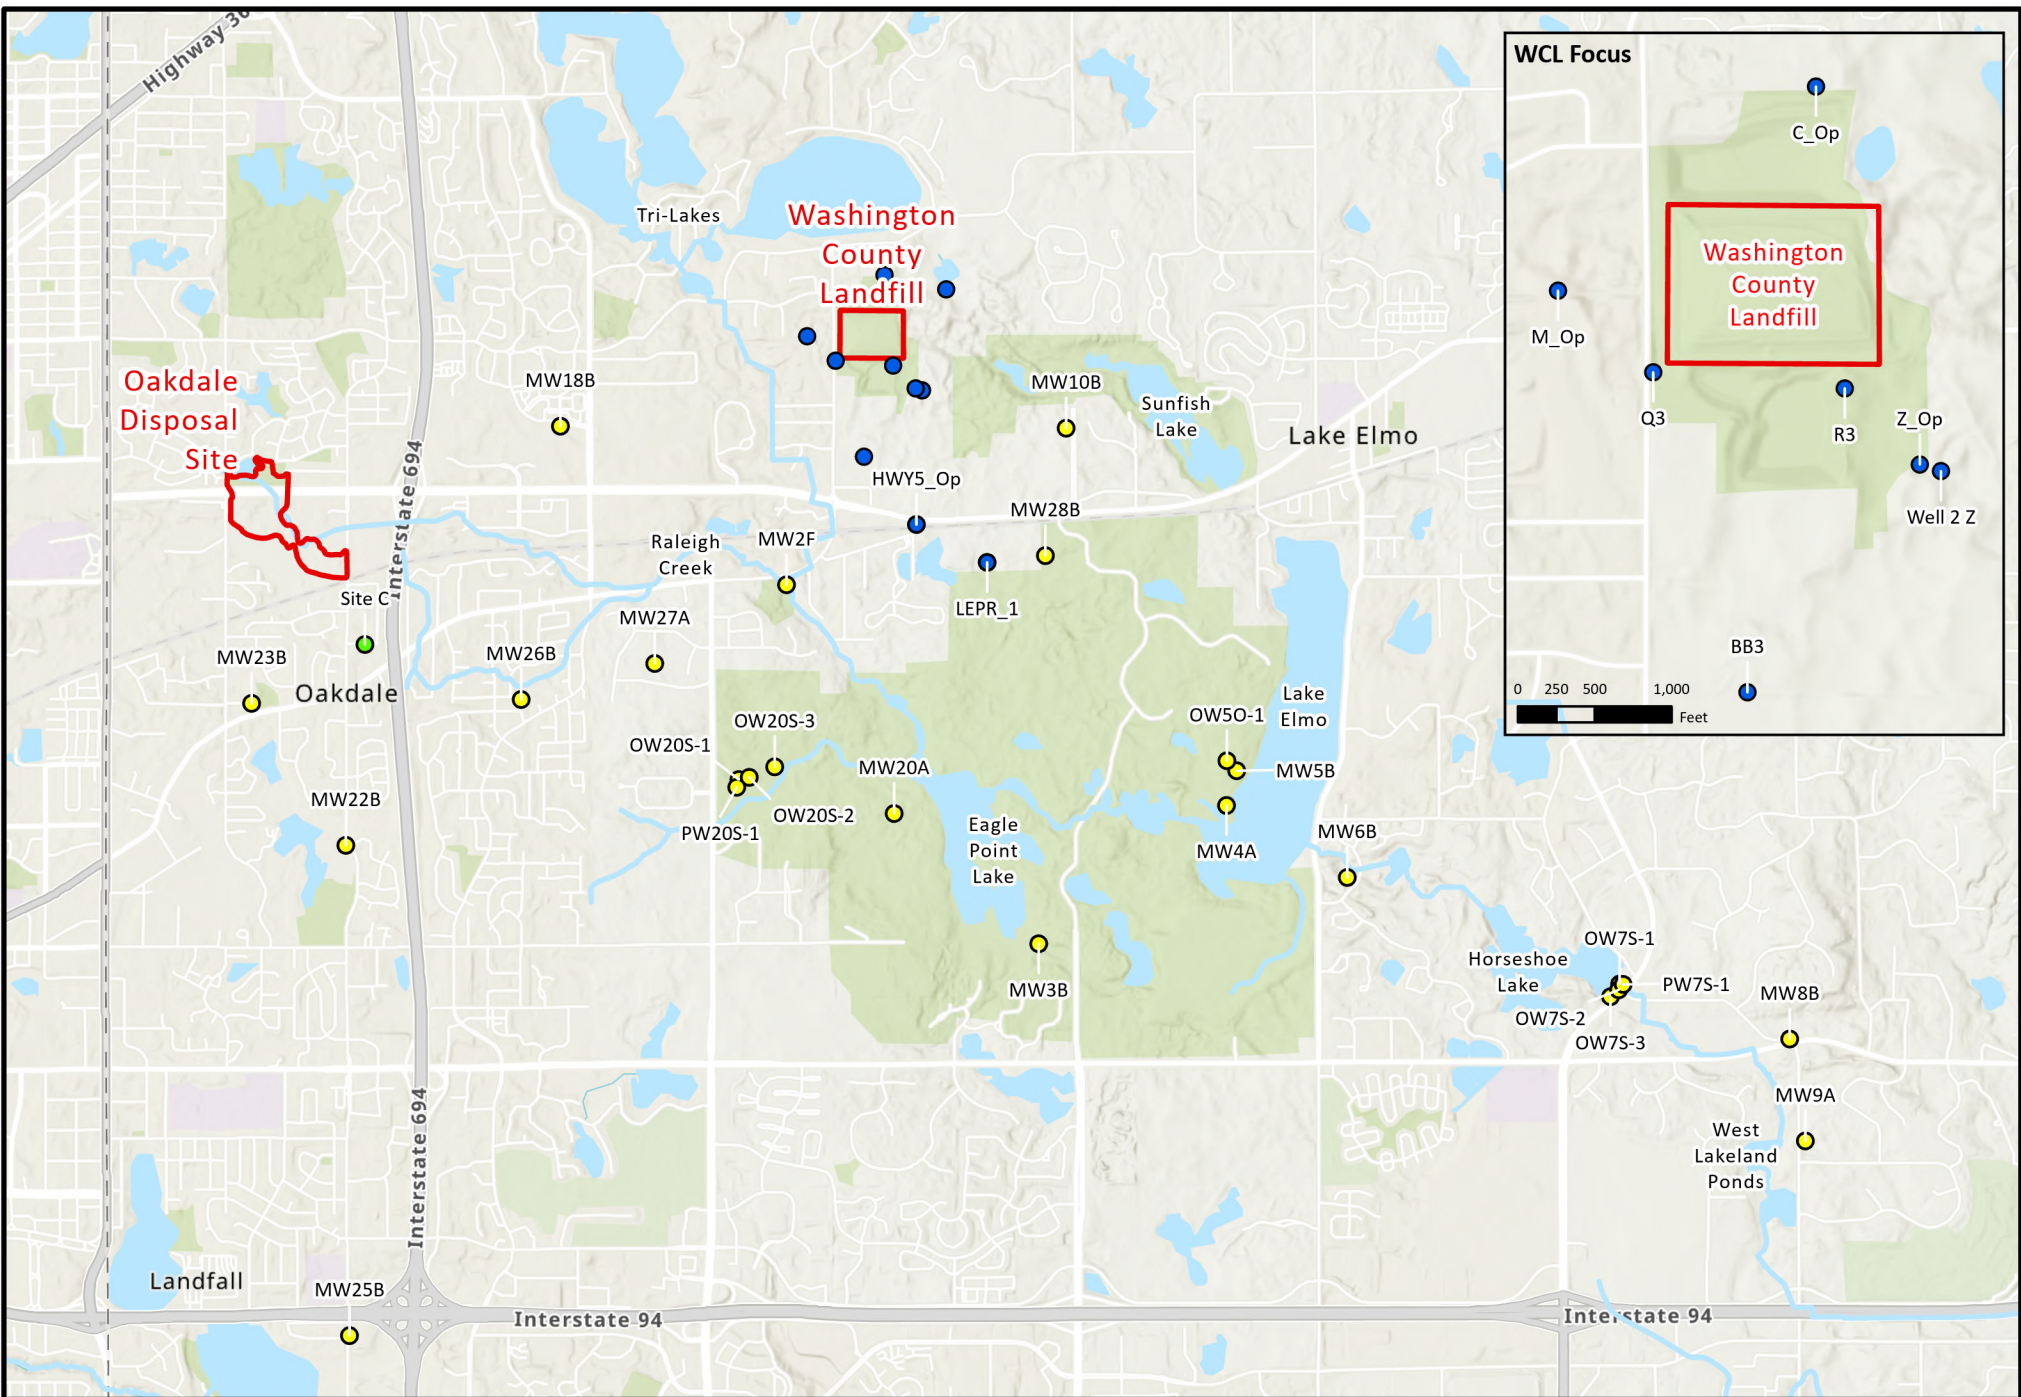 Highway 36
WCL Focus
C_Op
Washington
County
Landfill
M_Op
Q3
R3
Z_Op
Well 2 Z
BB3
0 250 500 1,000
Feet
Tri-Lakes
Washington
County
Landfill
Oakdale
Disposal
Site
MW18B
MW10B
Sunfish
Lake
Lake Elmo
HWY5_Op
MW28B
Interstate 694
Raleigh
Creek
MW2F
Site C
LEPR_1
MW27A
MW23B
MW26B
Oakdale
Lake
Elmo
OW20S-3
OW5O-1
OW20S-1
MW20A
MW5B
MW22B
OW20S-2
PW20S-1
Eagle
Point
Lake
MW4A
MW6B
OW7S-1
Horseshoe
Lake
PW7S-1
MW3B
MW8B
OW7S-2
OW7S-3
MW9A
Interstate 694
West
Lakeland
Ponds
Landfall
MW25B
Interstate 94
Interstate 94